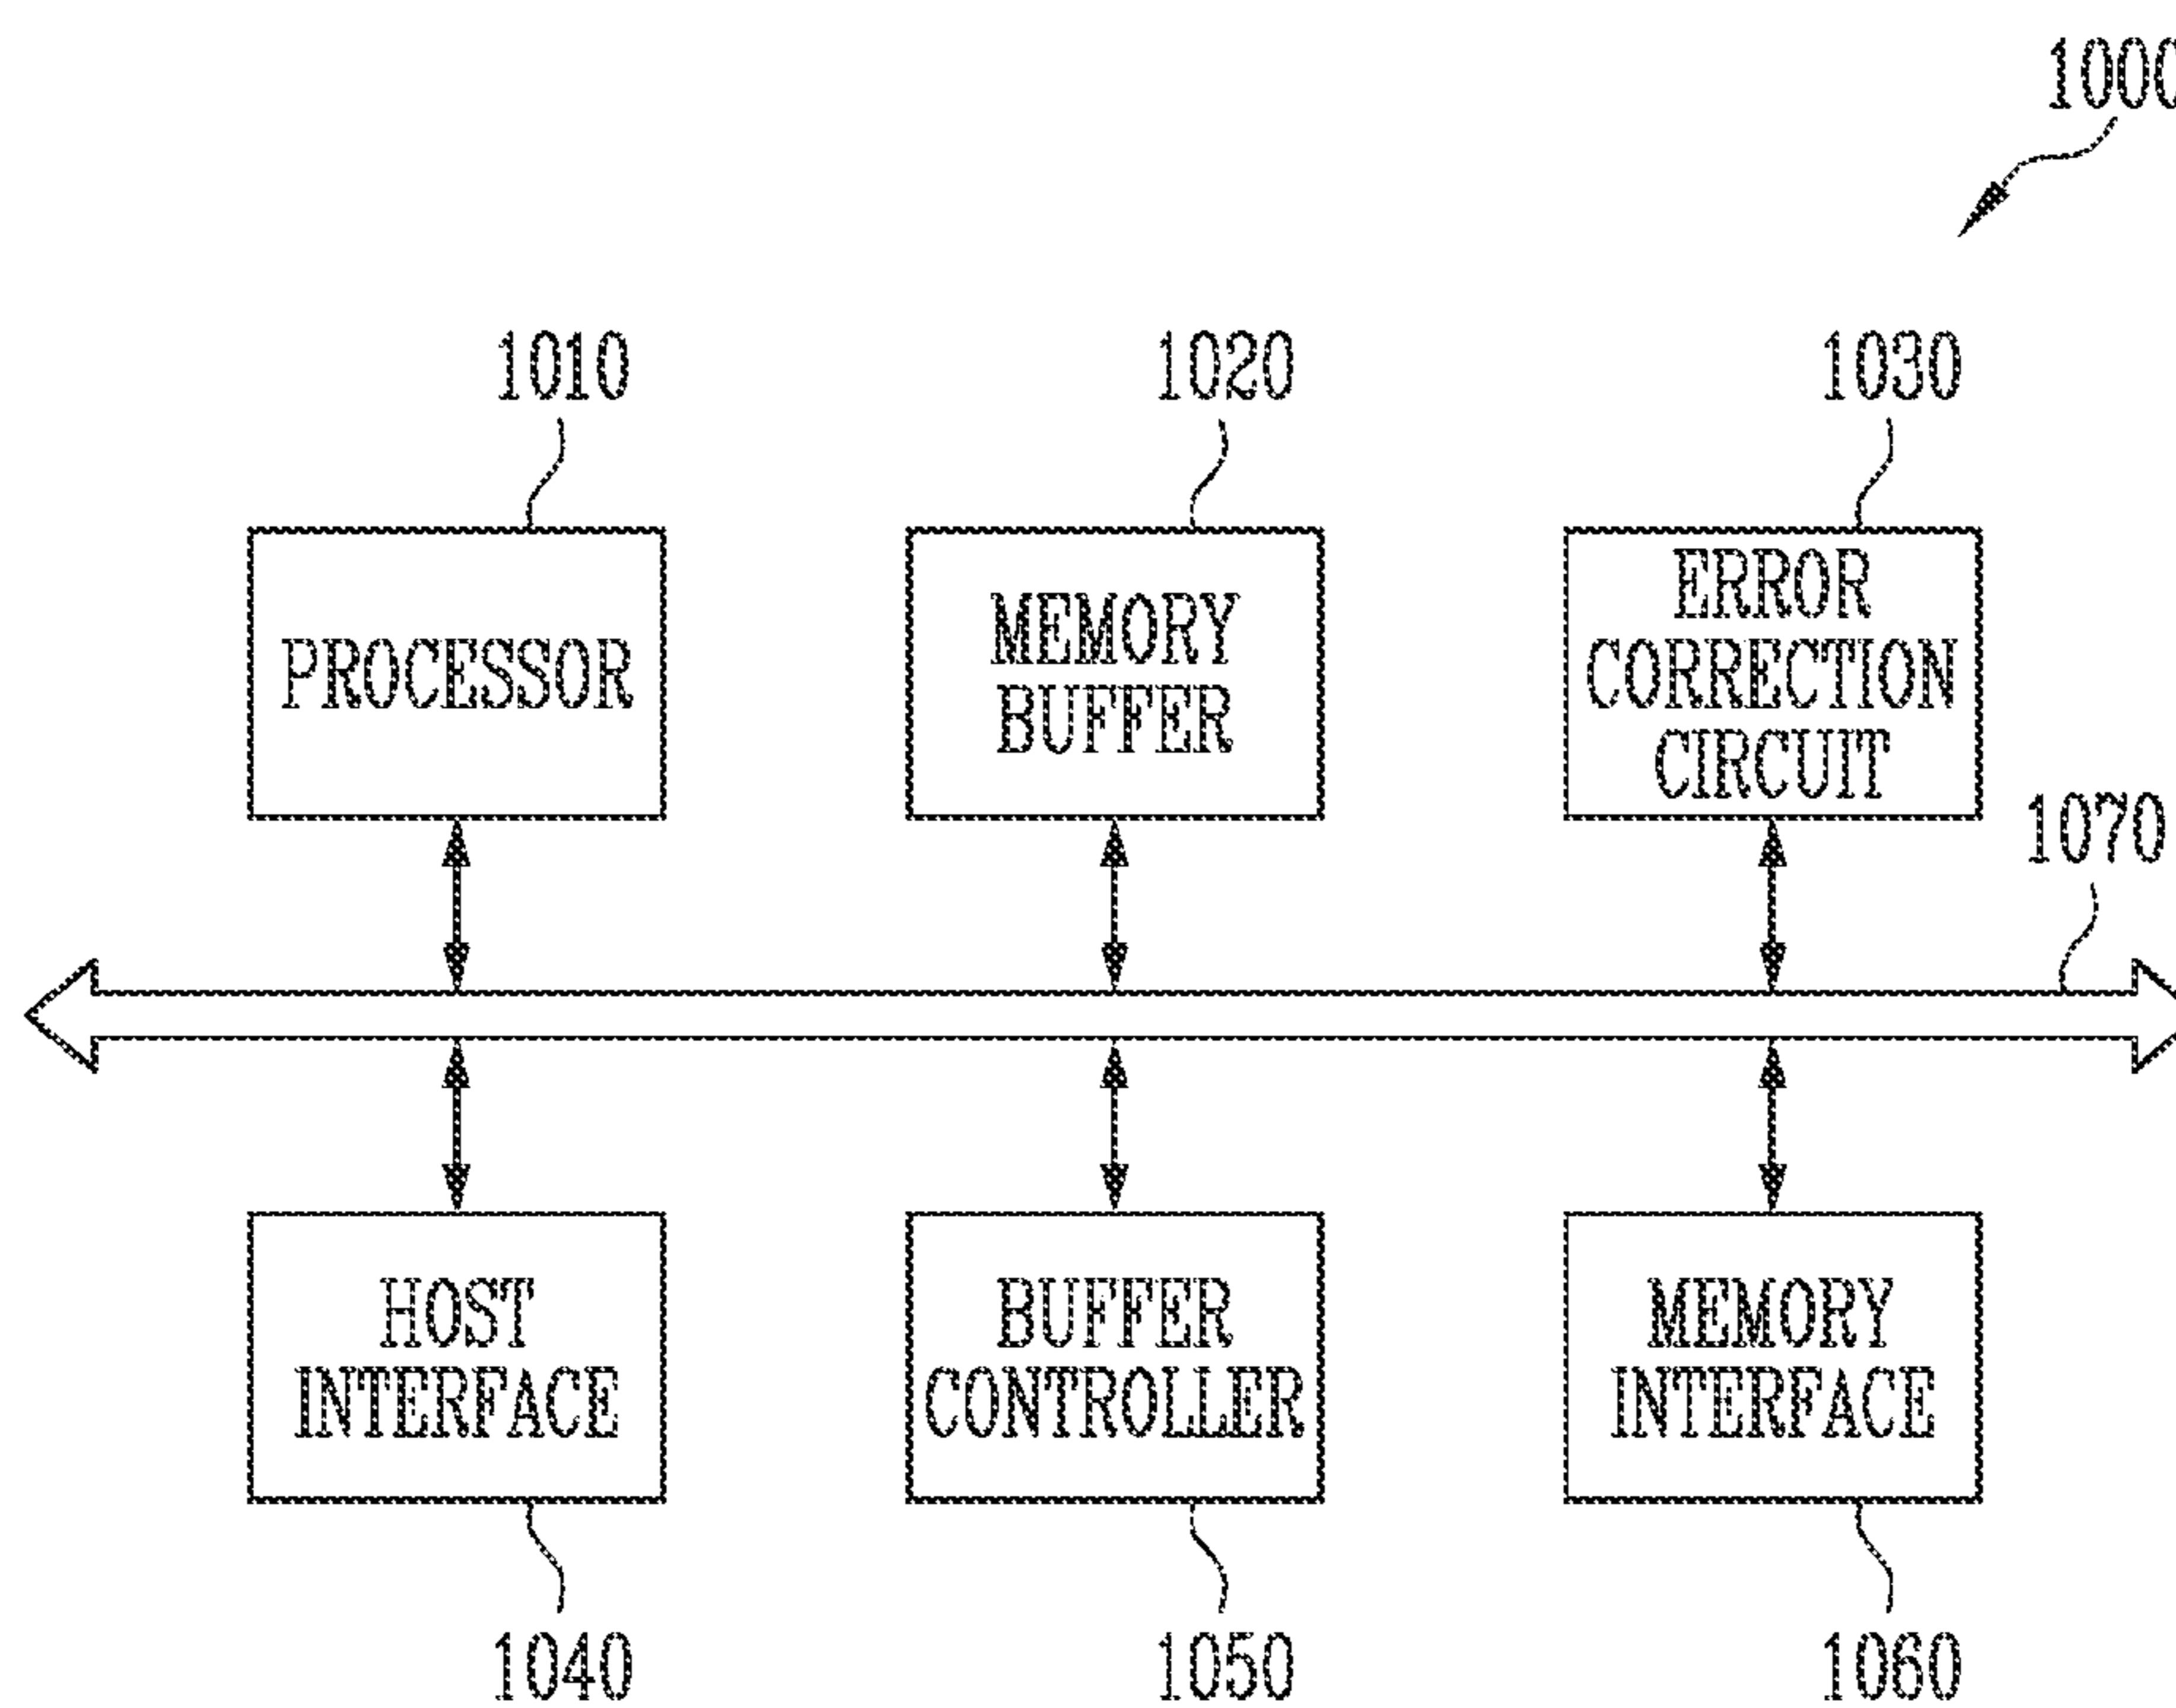 1000
1010
1020
1030
PROCESSOR
MEMORY
BUFFER
ERROR
CORRECTION
CIRCUIT
1070
HOST
INTERFACE
BUFFER
CONTROLLER
MEMORY
INTERFACE
1040
1050
1060